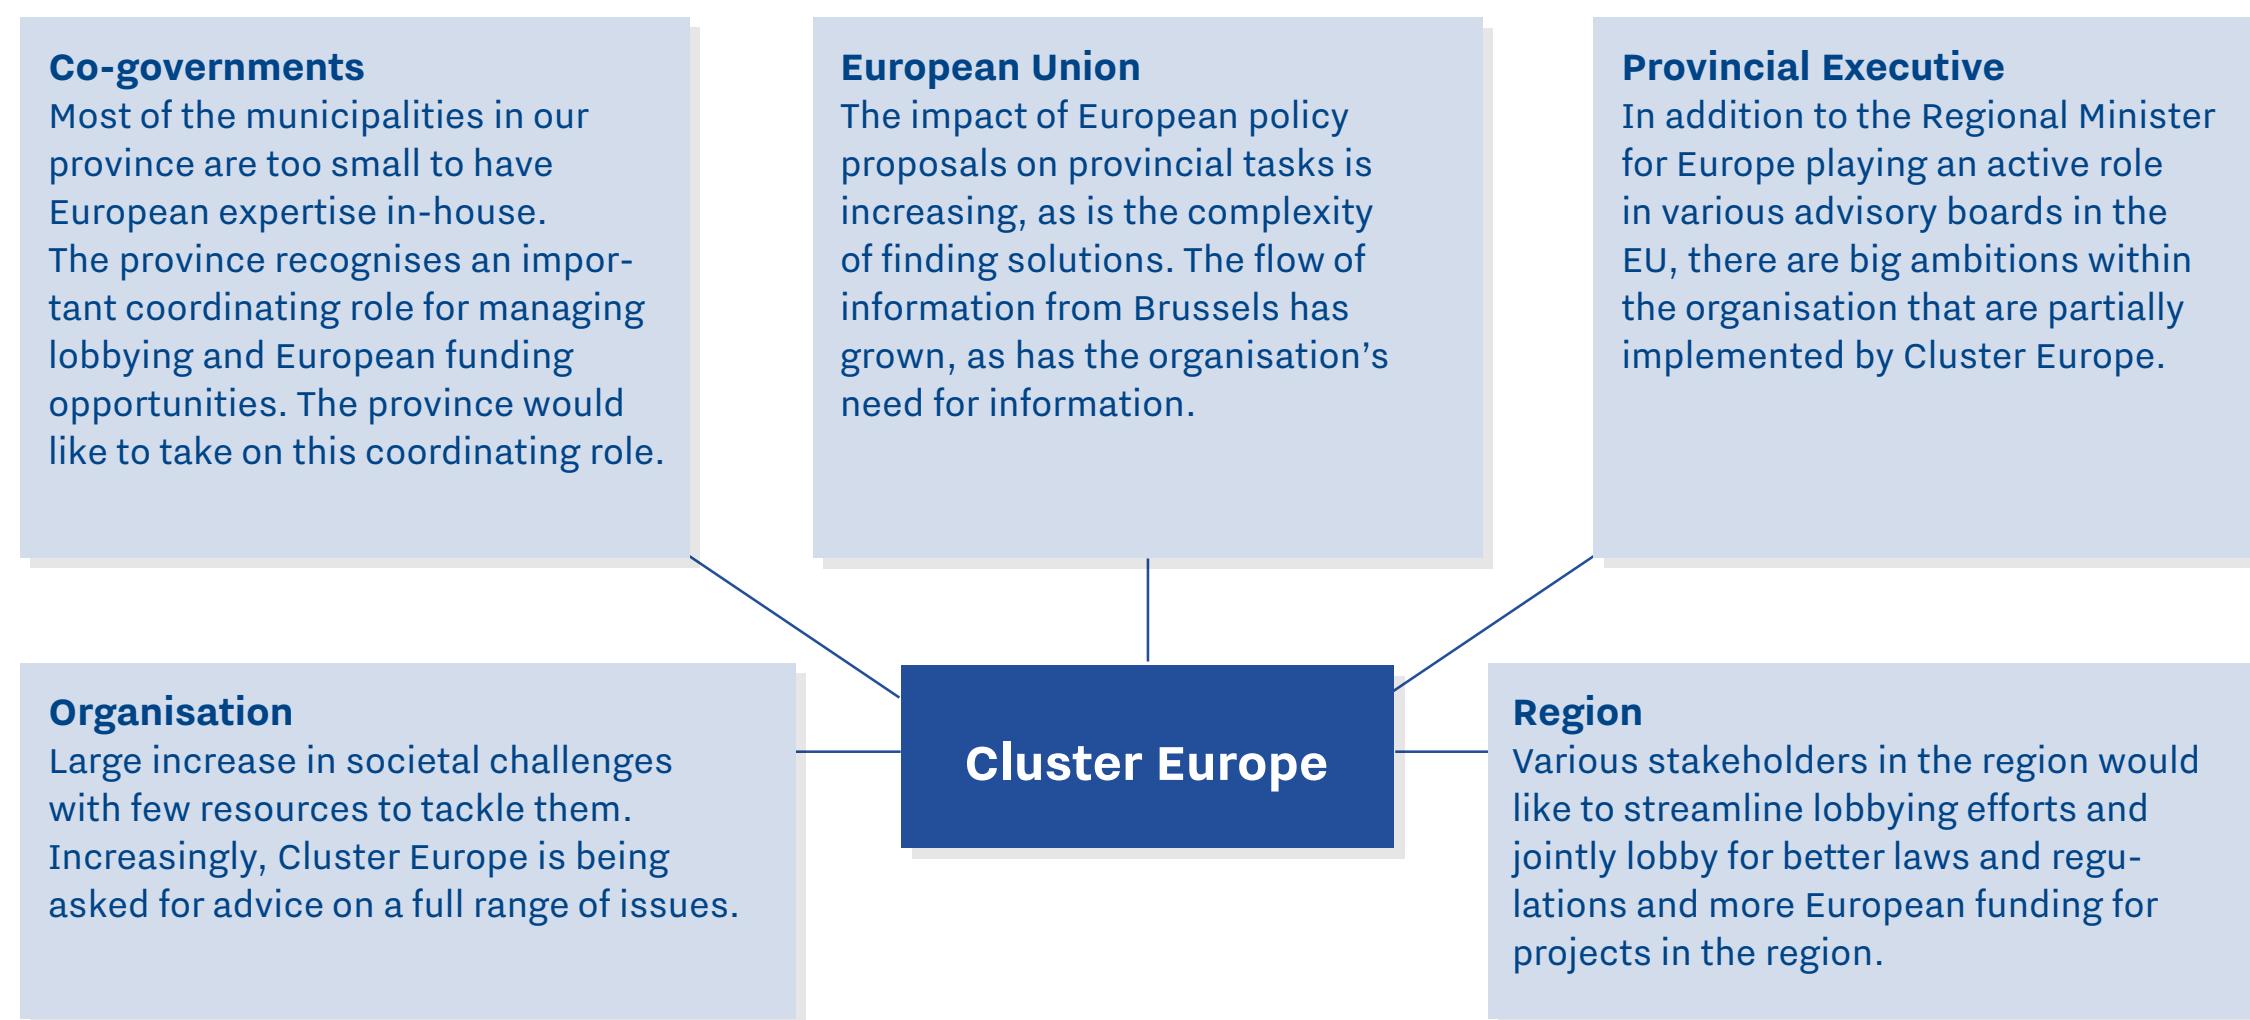 Co-governments
Most of the municipalities in our
province are too small to have
European expertise in-house.
The province recognises an impor-
tant coordinating role for managing
lobbying and European funding
opportunities. The province would
like to take on this coordinating role.
European Union
The impact of European policy
proposals on provincial tasks is
increasing, as is the complexity
of finding solutions. The flow of
information from Brussels has
grown, as has the organisation’s
need for information.
Provincial Executive
In addition to the Regional Minister
for Europe playing an active role
in various advisory boards in the
EU, there are big ambitions within
the organisation that are partially
implemented by Cluster Europe.
Organisation
Large increase in societal challenges
with few resources to tackle them.
Increasingly, Cluster Europe is being
asked for advice on a full range of issues.
Cluster Europe
Region
Various stakeholders in the region would
like to streamline lobbying efforts and
jointly lobby for better laws and regu-
lations and more European funding for
projects in the region.